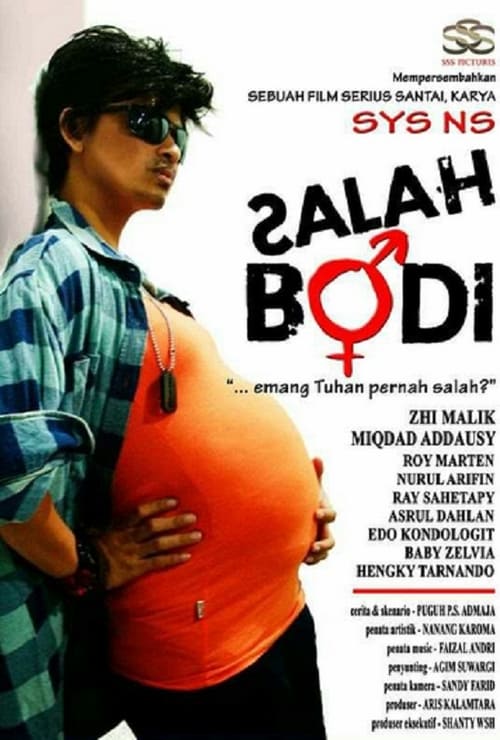 SSS PICTURES
Mempersembahkan
SEBUAH FILM SERIUS SANTAI, KARYA
SYS NS
SALAH
BODI
"... emang Tuhan pernah salah?"
ZHI MALIK
MIQDAD ADDAUSY
ROY MARTEN
NURUL ARIFIN
RAY SAHETAPY
ASRUL DAHLAN
EDO KONDOLOGIT
BABY ZELVIA
HENGKY TARNANDO
cerita & skenario - PUGUH P.S. ADMAJA
penata artistik - NANANG KAROMA
penata music - FAIZAL ANDRI
penyunting - AGIM SUWARGI
penata kamera - SANDY FARID
produser - ARIS KALAMTARA
produser eksekutif - SHANTY WSH